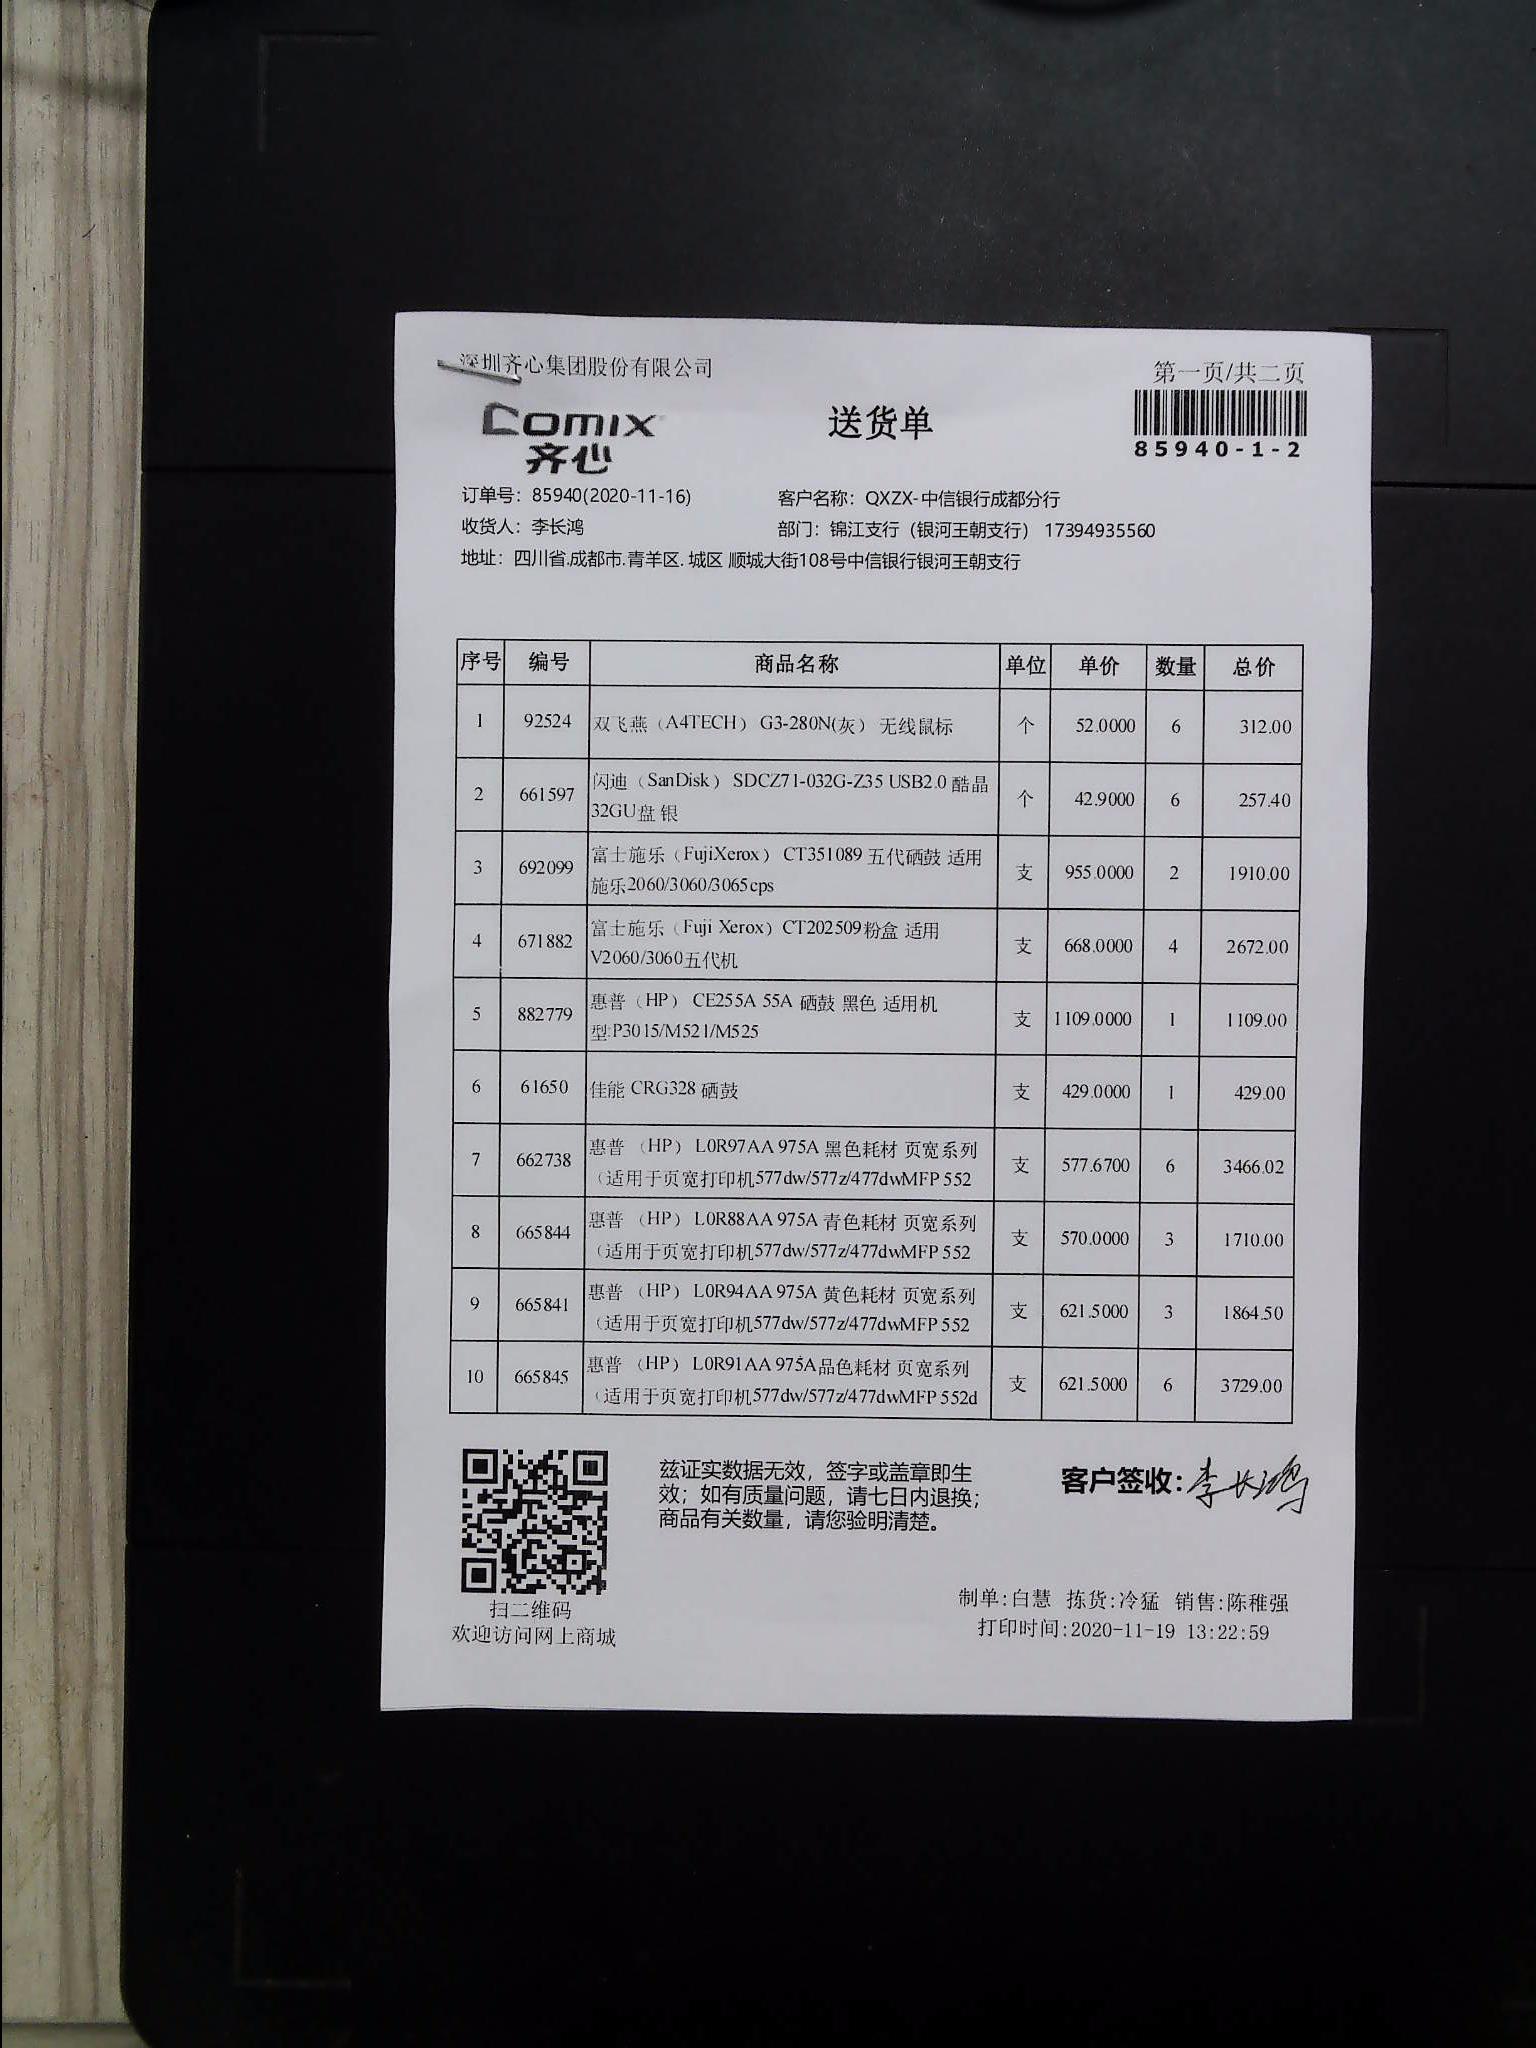 深圳齐心集团股份有限公司
第一页/共二页
Comix
齐心
送货单
85940-1-2
订单号：85940(2020-11-16) 客户名称：QXZX-中信银行成都分行
收货人：李长鸿 部门：锦江支行（银河王朝支行） 17394935560
地址：四川省.成都市.青羊区. 城区 顺城大街108号中信银行银河王朝支行
序号 编号 商品名称 单位 单价 数量 总价
1 92524 双飞燕（A4TECH） G3-280N(灰） 无线鼠标 个 52.0000 6 312.00
2 661597 闪迪（SanDisk） SDCZ71-032G-Z35 USB2.0 酷晶 个 42.9000 6 257.40
32GU盘 银
3 692099 富士施乐（FujiXerox） CT351089 五代硒鼓 适用 支 955.0000 2 1910.00
施乐2060/3060/3065cps
4 671882 富士施乐（Fuji Xerox）CT202509粉盒 适用 支 668.0000 4 2672.00
V2060/3060五代机
5 882779 惠普（HP） CE255A 55A 硒鼓 黑色 适用机 支 1109.0000 1 1109.00
型:P3015/M521/M525
6 61650 佳能 CRG328 硒鼓 支 429.0000 1 429.00
7 662738 惠普 （HP） L0R97AA 975A 黑色耗材 页宽系列 支 577.6700 6 3466.02
（适用于页宽打印机577dw/577z/477dwMFP 552
8 665844 惠普 （HP） L0R88AA 975A 青色耗材 页宽系列 支 570.0000 3 1710.00
（适用于页宽打印机577dw/577z/477dwMFP 552
9 665841 惠普 （HP） L0R94AA 975A 黄色耗材 页宽系列 支 621.5000 3 1864.50
（适用于页宽打印机577dw/577z/477dwMFP 552
10 665845 惠普 （HP） L0R91AA 975A品色耗材 页宽系列 支 621.5000 6 3729.00
（适用于页宽打印机577dw/577z/477dwMFP 552d
兹证实数据无效，签字或盖章即生
效；如有质量问题，请七日内退换；
商品有关数量，请您验明清楚。
客户签收：李长鸿
扫二维码
欢迎访问网上商城
制单:白慧 拣货:冷猛 销售:陈稚强
打印时间:2020-11-19 13:22:59